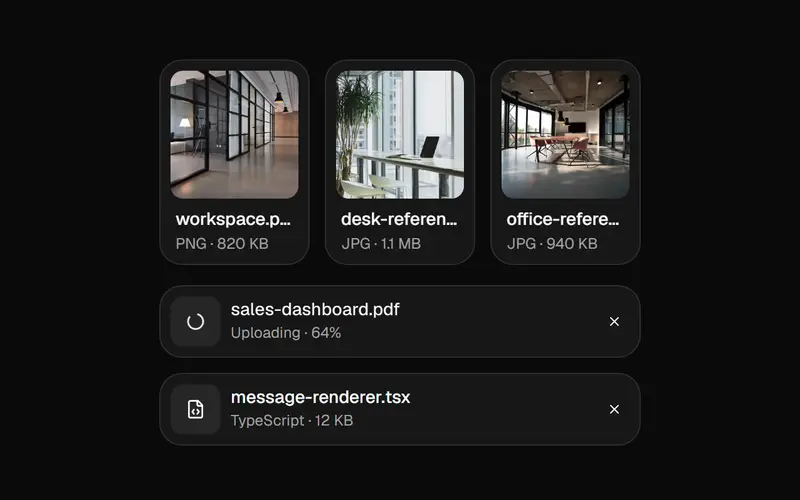 workspace.p...
PNG · 820 KB
desk-referen...
JPG · 1.1 MB
office-refere...
JPG · 940 KB
sales-dashboard.pdf
Uploading · 64%
message-renderer.tsx
TypeScript · 12 KB